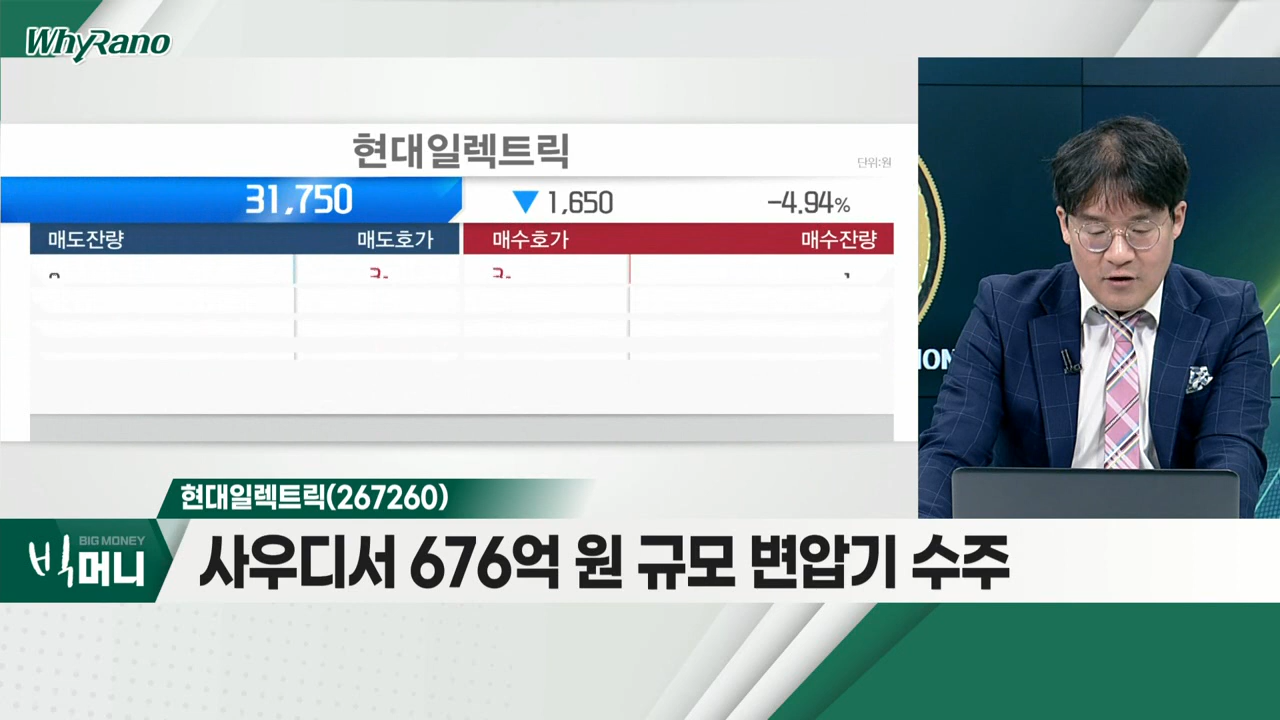 WhyRano
현대일렉트릭
단위:원
31,750 ▼ 1,650 -4.94%
매도잔량 매도호가 매수호가 매수잔량
ION
현대일렉트릭(267260)
빅머니 BIG MONEY
사우디서 676억 원 규모 변압기 수주